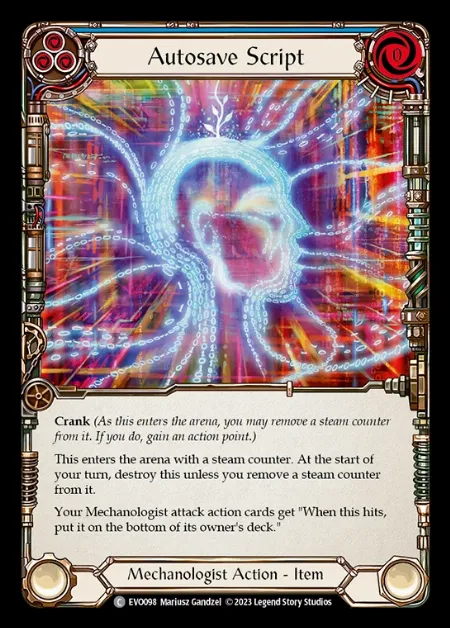 Autosave Script
0
Crank (As this enters the arena, you may remove a steam counter
from it. If you do, gain an action point.)
This enters the arena with a steam counter. At the start of
your turn, destroy this unless you remove a steam counter
from it.
Your Mechanologist attack action cards get "When this hits,
put it on the bottom of its owner's deck."
Mechanologist Action - Item
C EVO098 Mariusz Gandzel ©2023 Legend Story Studios